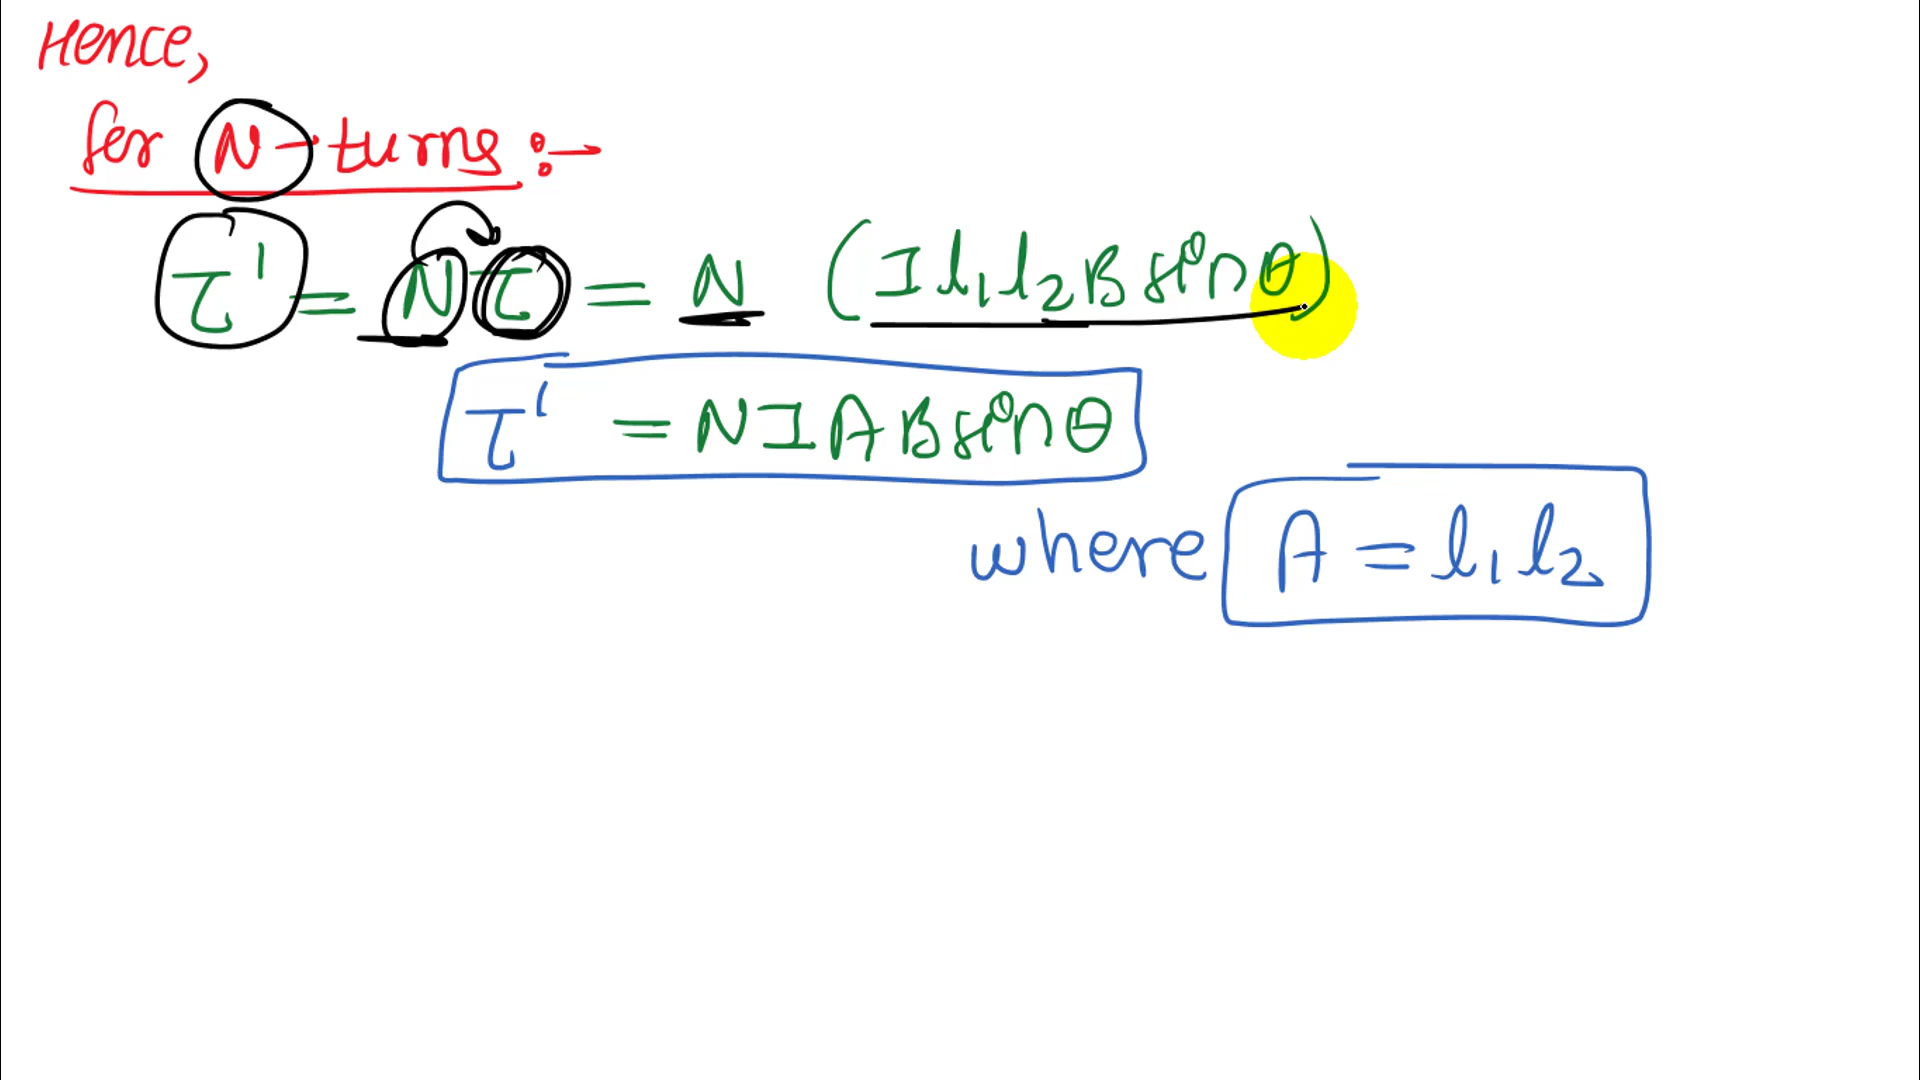 Hence,
for N-turns :-
τ' = Nτ = N (I l₁ l₂ B sinθ)
τ' = NIAB sinθ
where A = l₁ l₂